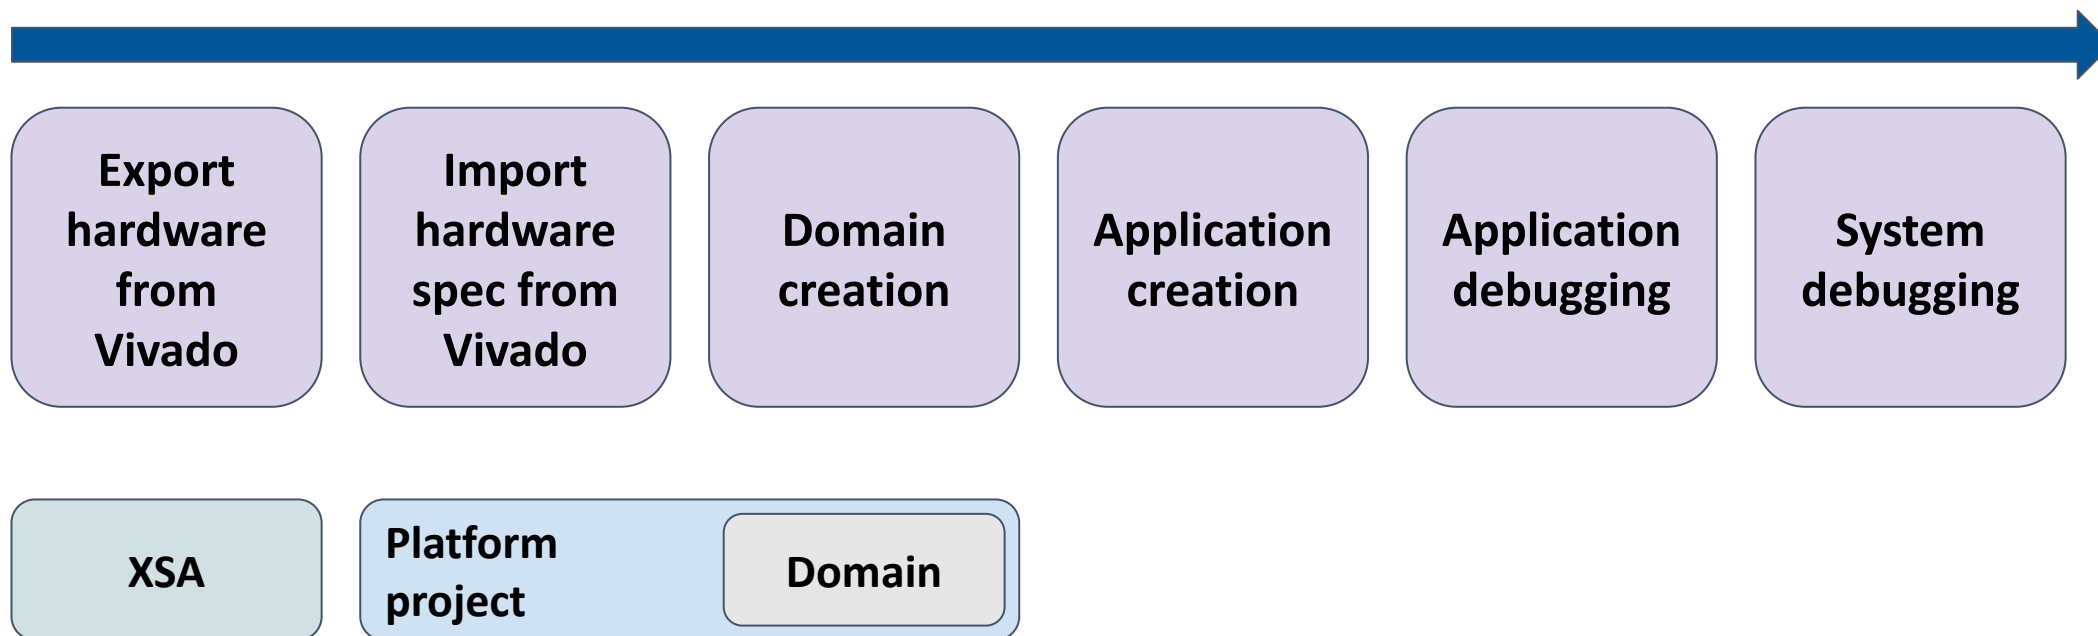 Export
hardware
from
Vivado
Import
hardware
spec from
Vivado
Domain
creation
Application
creation
Application
debugging
System
debugging
XSA
Platform
project
Domain